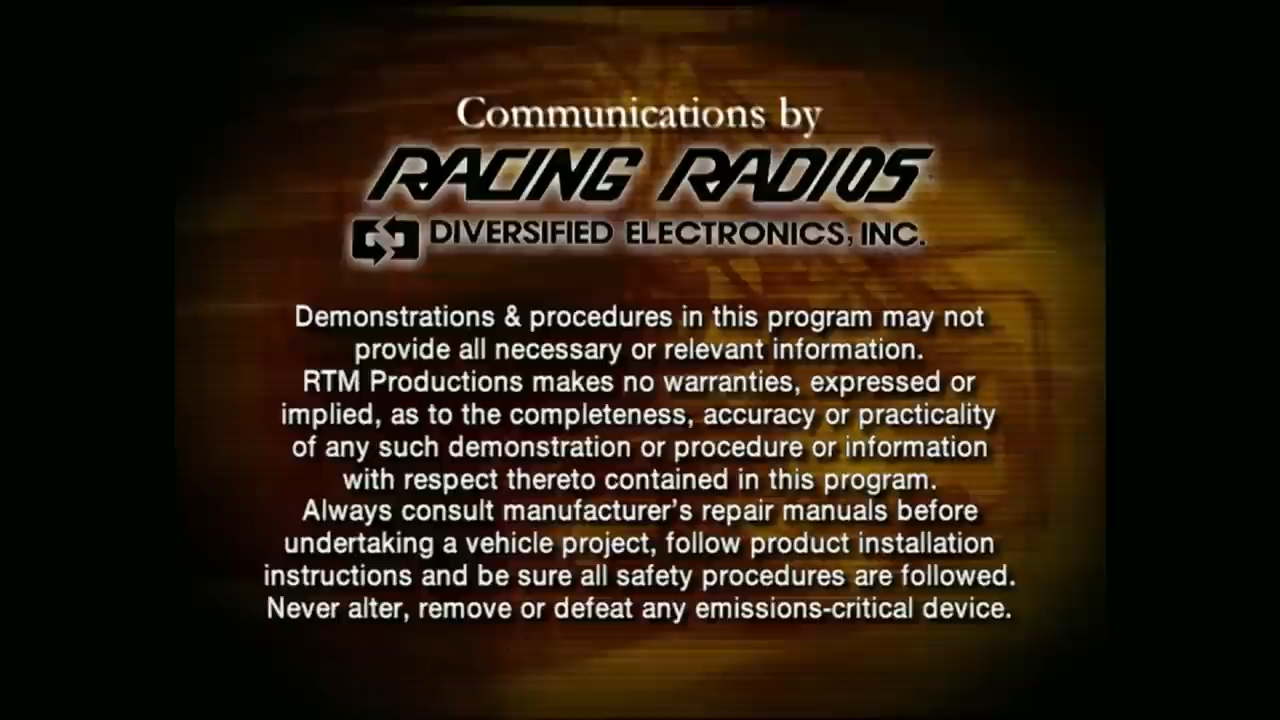 Communications by
RACING RADIOS
DIVERSIFIED ELECTRONICS, INC.
Demonstrations & procedures in this program may not
provide all necessary or relevant information.
RTM Productions makes no warranties, expressed or
implied, as to the completeness, accuracy or practicality
of any such demonstration or procedure or information
with respect thereto contained in this program.
Always consult manufacturer's repair manuals before
undertaking a vehicle project, follow product installation
instructions and be sure all safety procedures are followed.
Never alter, remove or defeat any emissions-critical device.